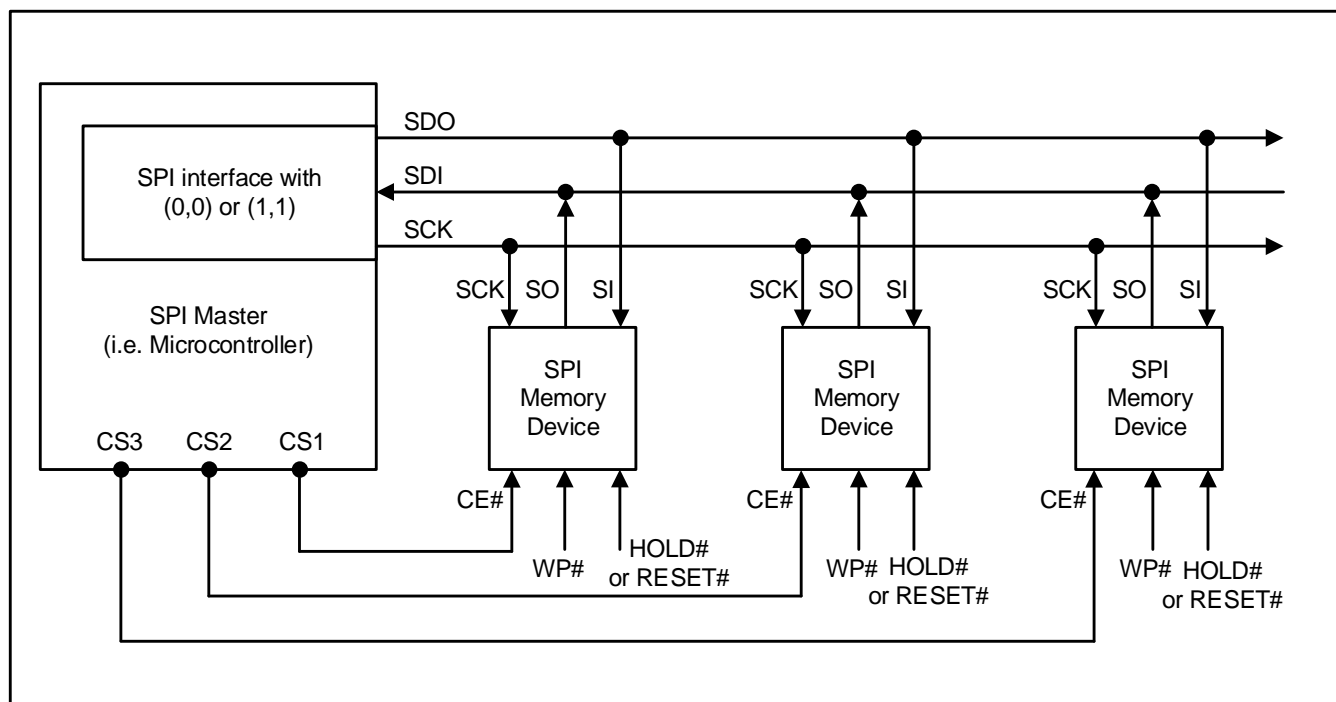 SDO
SPI interface with
(0,0) or (1,1)
SDI
SCK
SPI Master
(i.e. Microcontroller)
SCK SO SI
SCK SO SI
SCK SO SI
SPI
Memory
Device
SPI
Memory
Device
SPI
Memory
Device
CS3 CS2 CS1
CE#
WP#
HOLD#
or RESET#
CE#
WP#
HOLD#
or RESET#
CE#
WP#
HOLD#
or RESET#